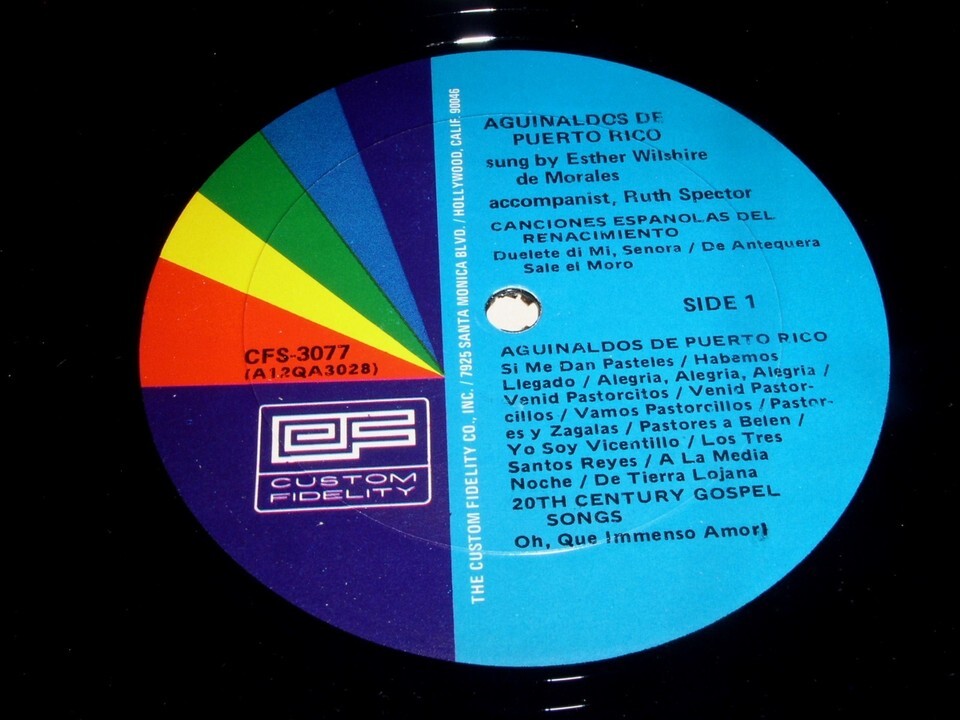 AGUINALDOS DE
PUERTO RICO
sung by Esther Wilshire
de Morales
accompanist, Ruth Spector
CANCIONES ESPANOLAS DEL
RENACIMIENTO
Duelete di Mi, Senora / De Antequera
Sale el Moro
SIDE 1
AGUINALDOS DE PUERTO RICO
Si Me Dan Pasteles / Habemos
Llegado / Alegria, Alegria, Alegria /
Venid Pastorcitos / Venid Pastor-
cillos / Vamos Pastorcillos / Pastor-
es y Zagalas / Pastores a Belen /
Yo Soy Vicentillo / Los Tres
Santos Reyes / A La Media
Noche / De Tierra Lojana
20TH CENTURY GOSPEL
SONGS
Oh, Que Immenso Amor!
THE CUSTOM FIDELITY CO., INC. / 7925 SANTA MONICA BLVD. / HOLLYWOOD, CALIF. 90046
CFS-3077
(A12QA3028)
CF
CUSTOM
FIDELITY